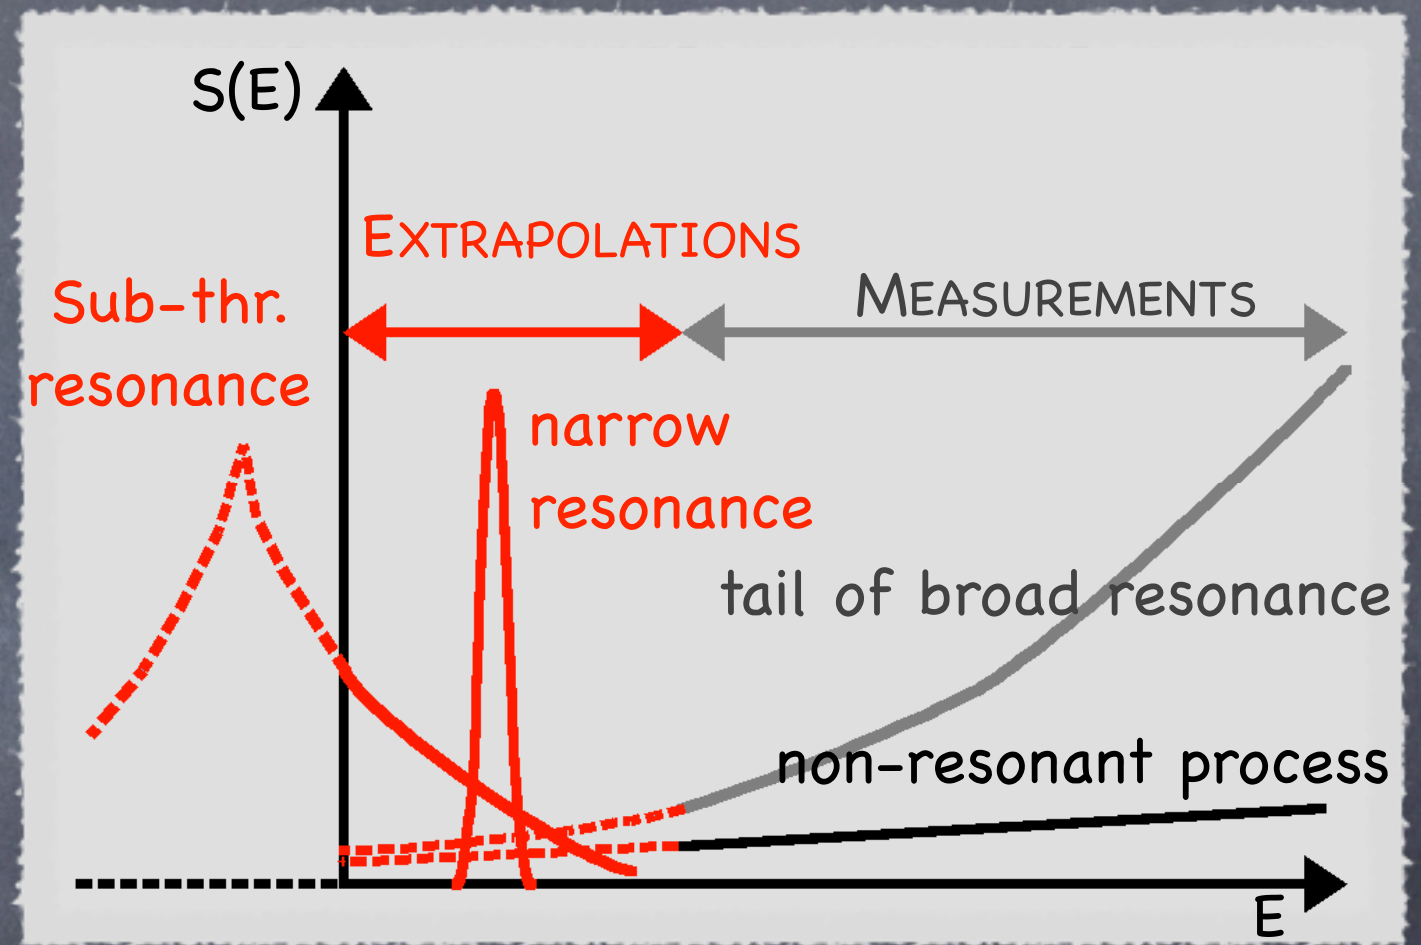 S(E)
EXTRAPOLATIONS
MEASUREMENTS
Sub-thr.
resonance
narrow
resonance
tail of broad resonance
non-resonant process
E